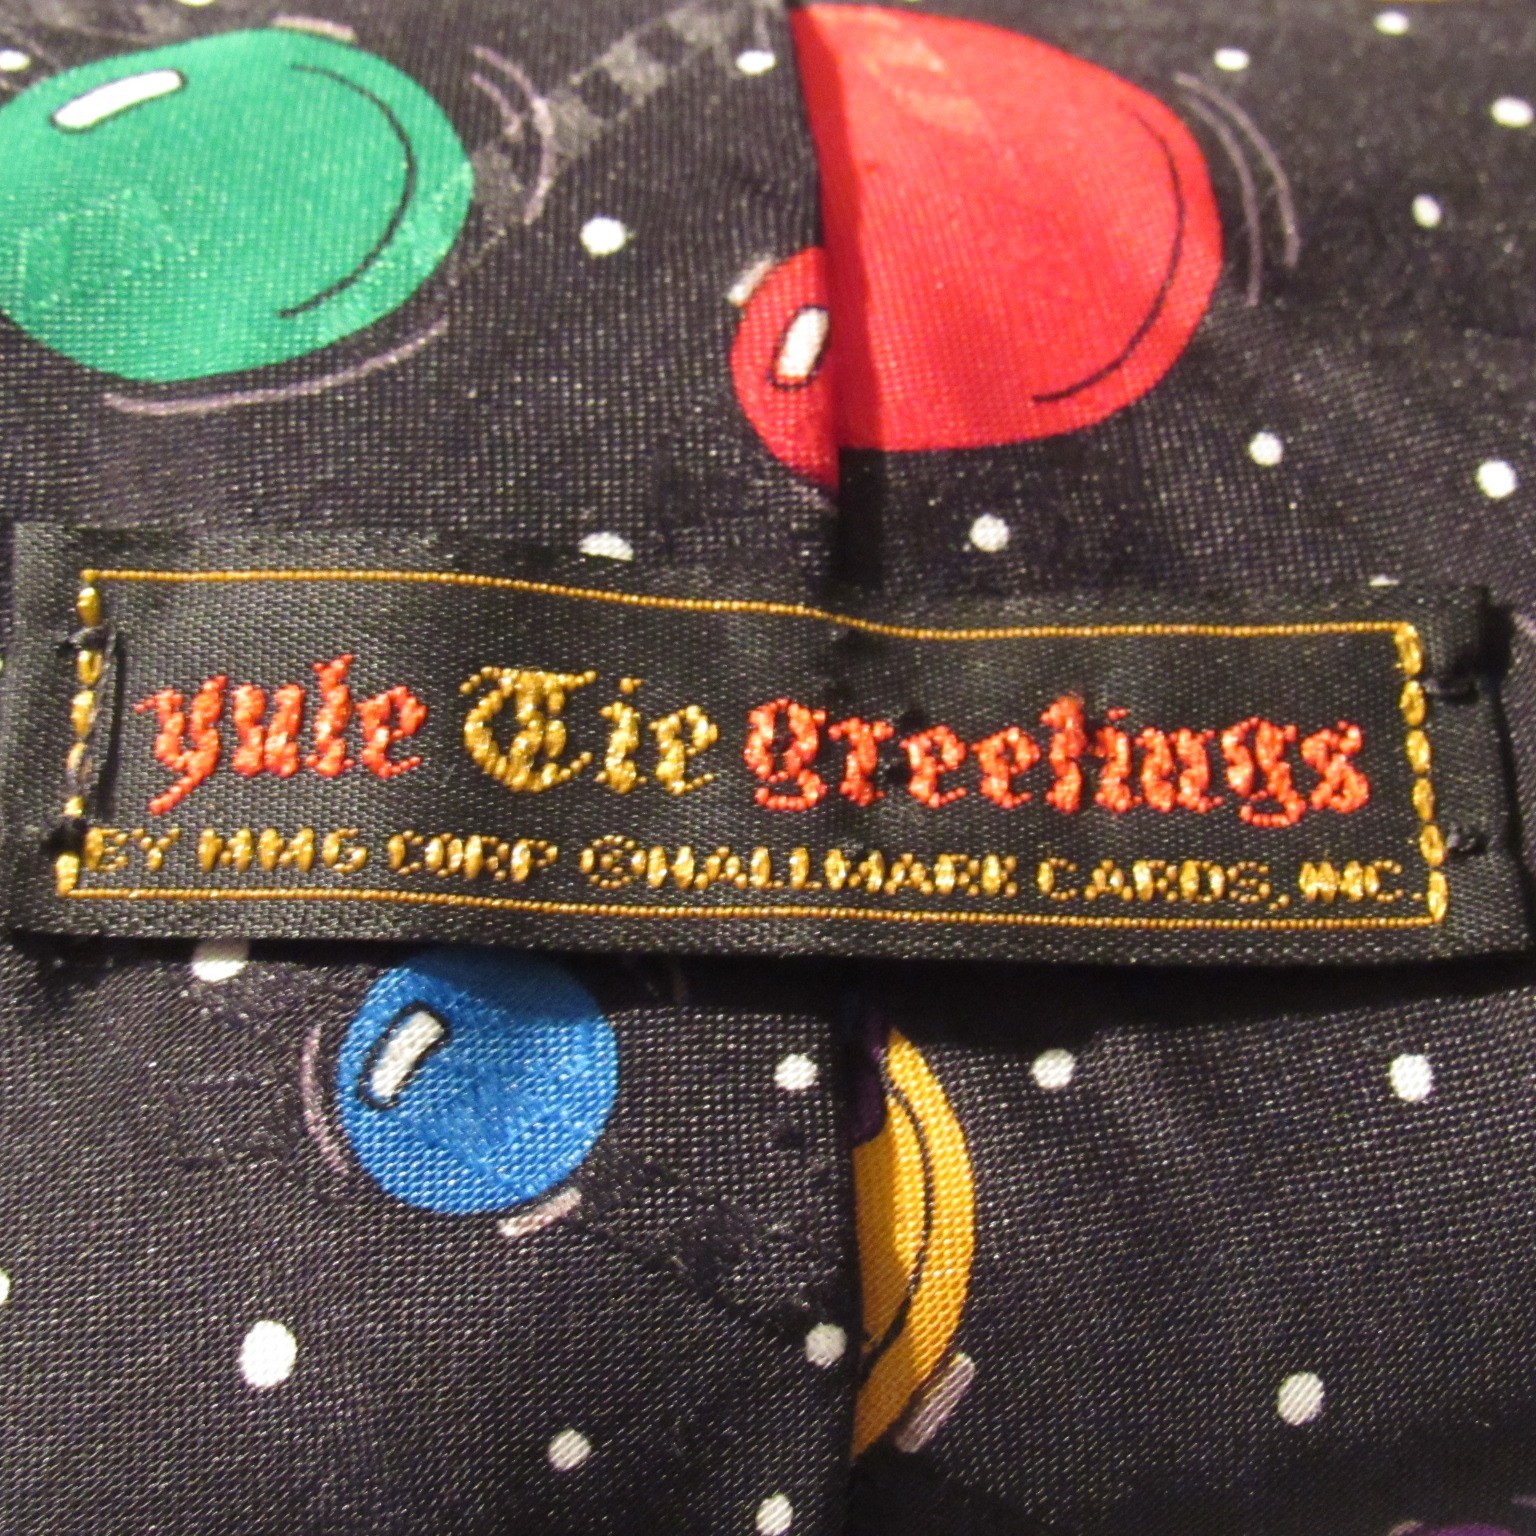 yule Tie greetings
BY MMG CORP ©HALLMARK CARDS, INC.